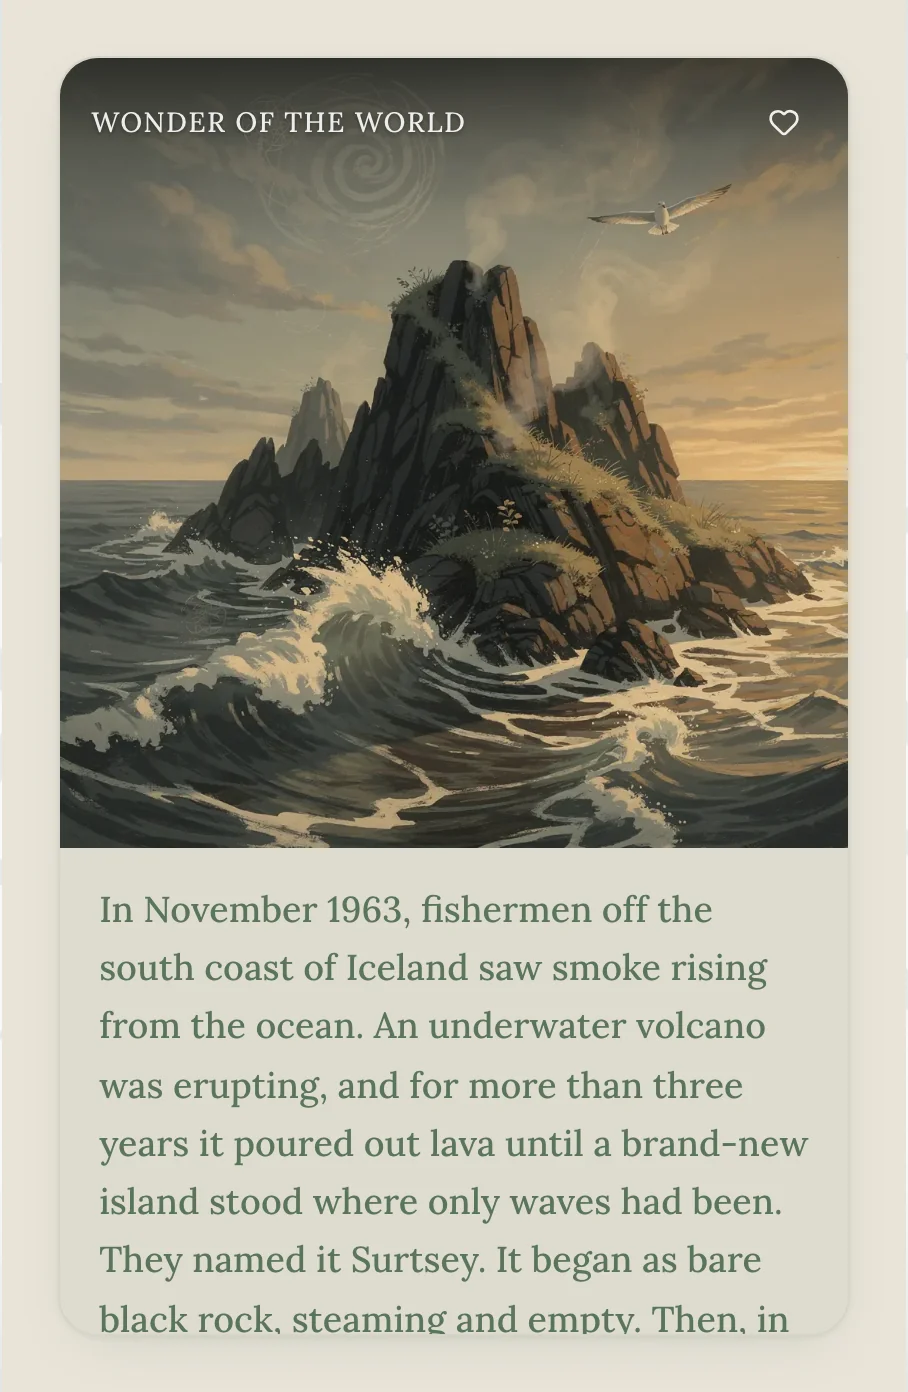 WONDER OF THE WORLD
In November 1963, fishermen off the
south coast of Iceland saw smoke rising
from the ocean. An underwater volcano
was erupting, and for more than three
years it poured out lava until a brand-new
island stood where only waves had been.
They named it Surtsey. It began as bare
black rock, steaming and empty. Then, in